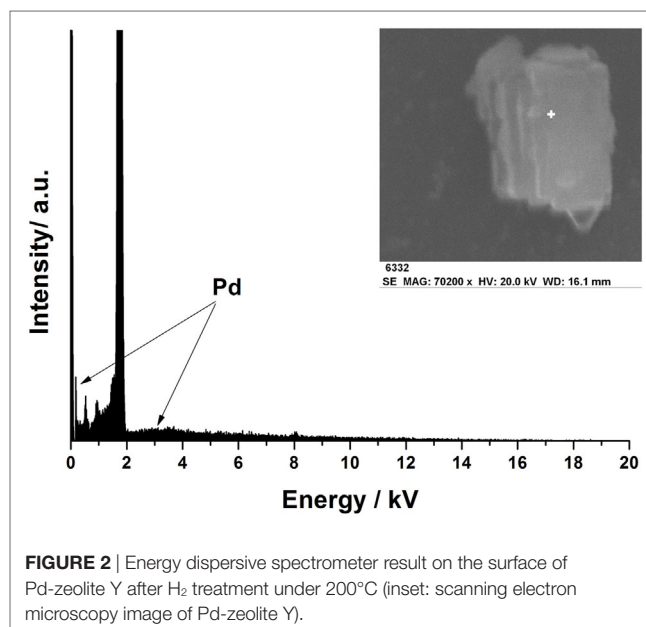 Intensity/ a.u.
Pd
6332
SE MAG: 70200 x HV: 20.0 kV WD: 16.1 mm
0 2 4 6 8 10 12 14 16 18 20
Energy / kV
FIGURE 2 | Energy dispersive spectrometer result on the surface of
Pd-zeolite Y after H₂ treatment under 200°C (inset: scanning electron
microscopy image of Pd-zeolite Y).